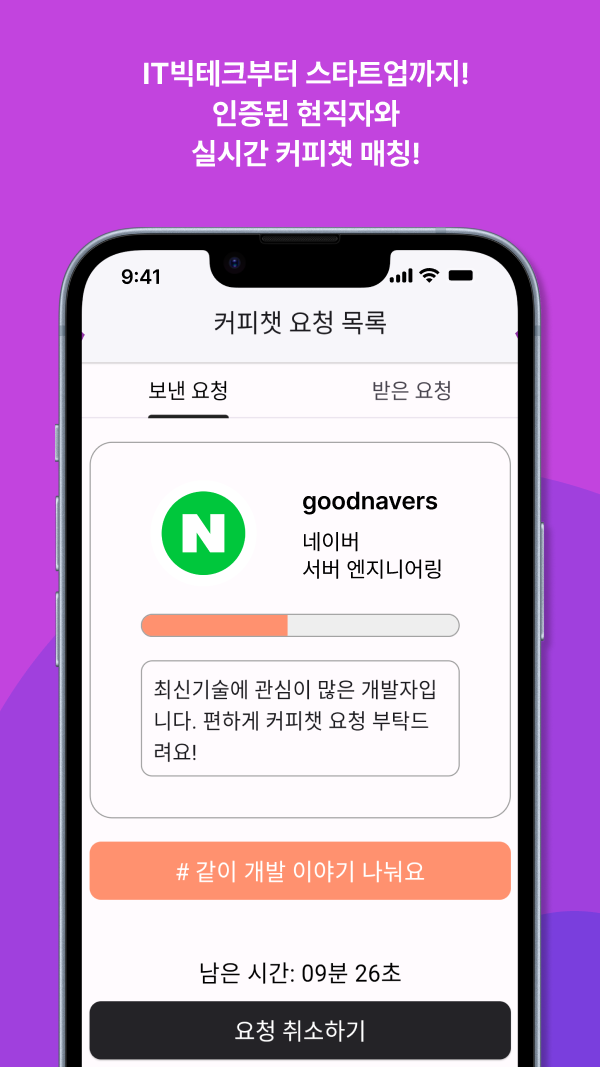 IT빅테크부터 스타트업까지!
인증된 현직자와
실시간 커피챗 매칭!
9:41
커피챗 요청 목록
보낸 요청
받은 요청
N
goodnavers
네이버
서버 엔지니어링
최신기술에 관심이 많은 개발자입
니다. 편하게 커피챗 요청 부탁드
려요!
# 같이 개발 이야기 나눠요
남은 시간: 09분 26초
요청 취소하기